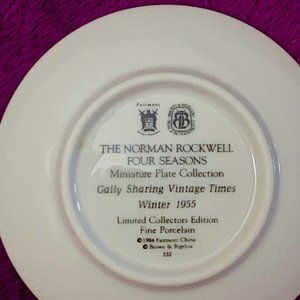 Fairmont
THE NORMAN ROCKWELL
FOUR SEASONS
Miniature Plate Collection
Gaily Sharing Vintage Times
Winter 1955
Limited Collectors Edition
Fine Porcelain
© 1984 Fairmont China
© Brown & Bigelow
532